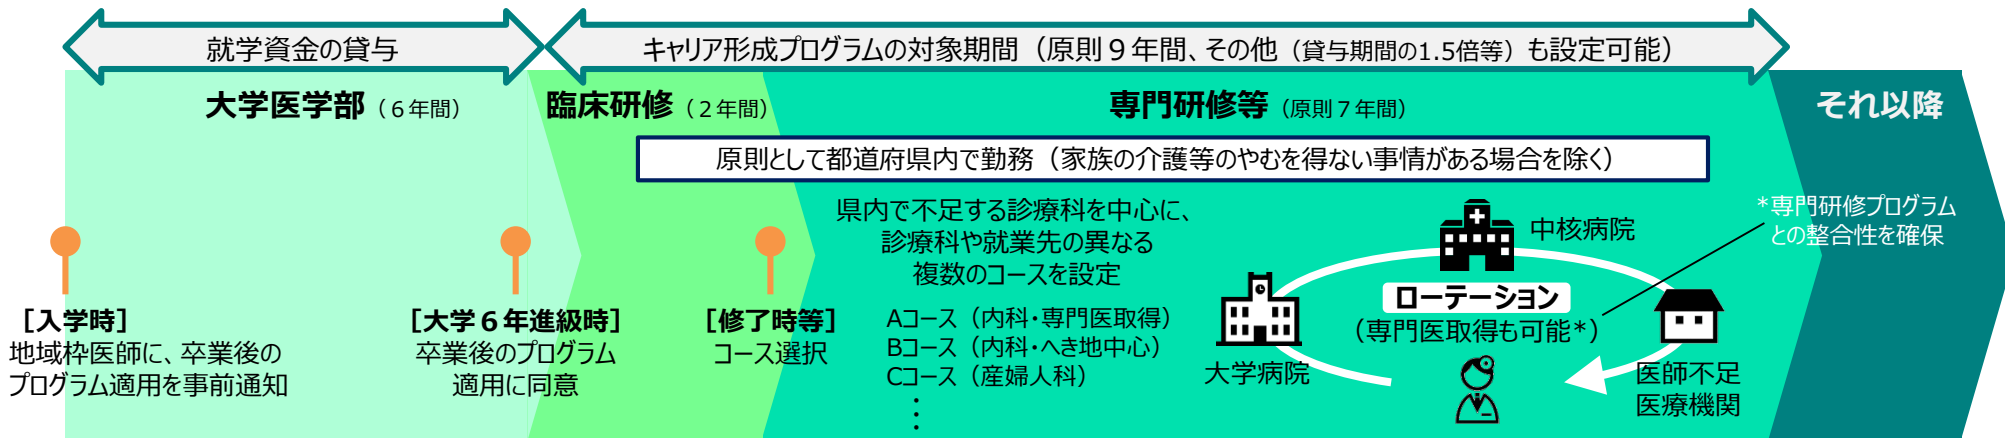 就学資金の貸与
キャリア形成プログラムの対象期間（原則９年間、その他（貸与期間の1.5倍等）も設定可能）
大学医学部（６年間）
臨床研修（２年間）
専門研修等（原則７年間）
それ以降
原則として都道府県内で勤務（家族の介護等のやむを得ない事情がある場合を除く）
［入学時］
地域枠医師に、卒業後の
プログラム適用を事前通知
［大学６年進級時］
卒業後のプログラム
適用に同意
［修了時等］
コース選択
県内で不足する診療科を中心に、
診療科や就業先の異なる
複数のコースを設定
Aコース（内科・専門医取得）
Bコース（内科・へき地中心）
Cコース（産婦人科）
⋮
中核病院
ローテーション
（専門医取得も可能*）
大学病院
医師不足
医療機関
*専門研修プログラム
との整合性を確保